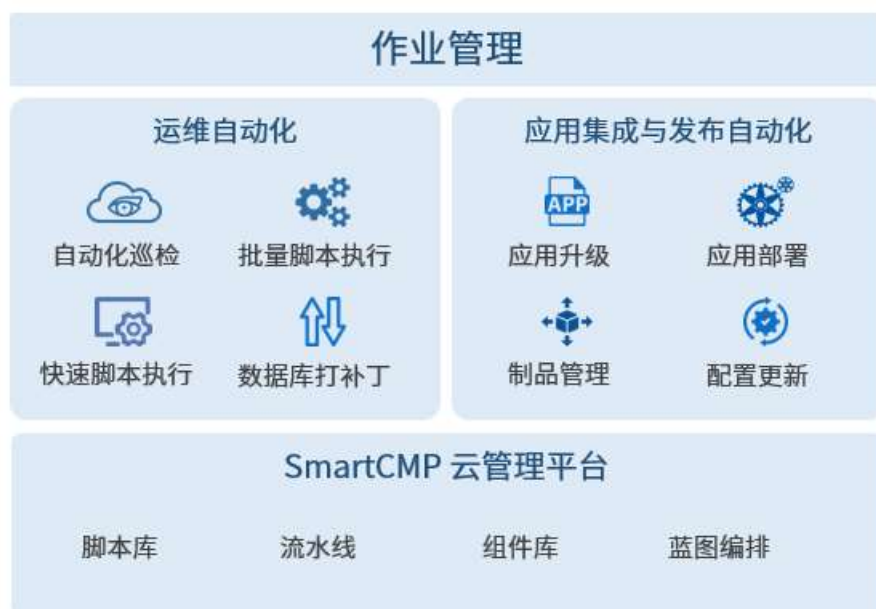 作业管理
运维自动化
应用集成与发布自动化
自动化巡检
批量脚本执行
APP
应用升级
应用部署
快速脚本执行
数据库打补丁
制品管理
配置更新
SmartCMP 云管理平台
脚本库
流水线
组件库
蓝图编排